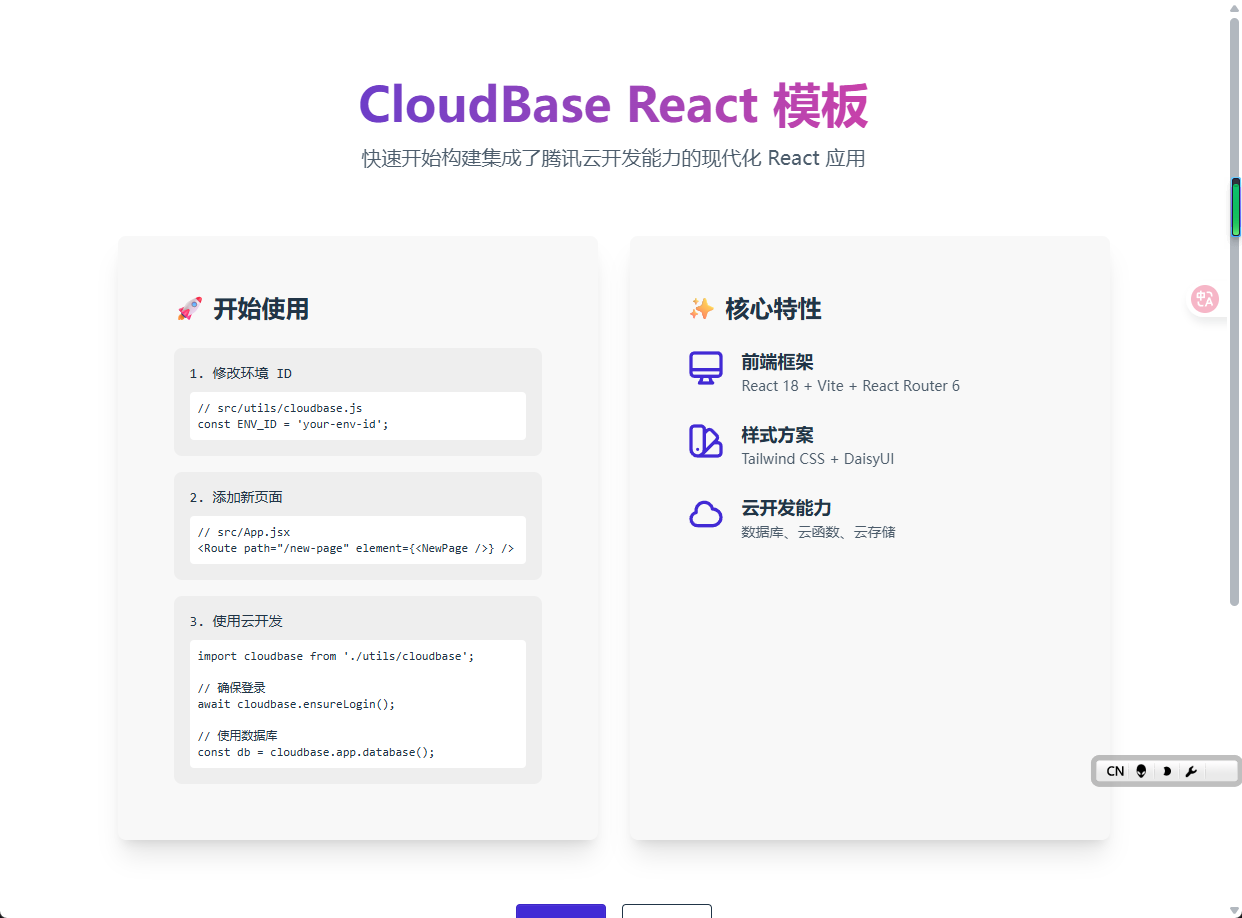 CloudBase React 模板
快速开始构建集成了腾讯云开发能力的现代化 React 应用
🚀 开始使用
1. 修改环境 ID
// src/utils/cloudbase.js
const ENV_ID = 'your-env-id';
2. 添加新页面
// src/App.jsx
<Route path="/new-page" element={<NewPage />} />
3. 使用云开发
import cloudbase from './utils/cloudbase';
// 确保登录
await cloudbase.ensureLogin();
// 使用数据库
const db = cloudbase.app.database();
✨ 核心特性
前端框架
React 18 + Vite + React Router 6
样式方案
Tailwind CSS + DaisyUI
云开发能力
数据库、云函数、云存储
CN